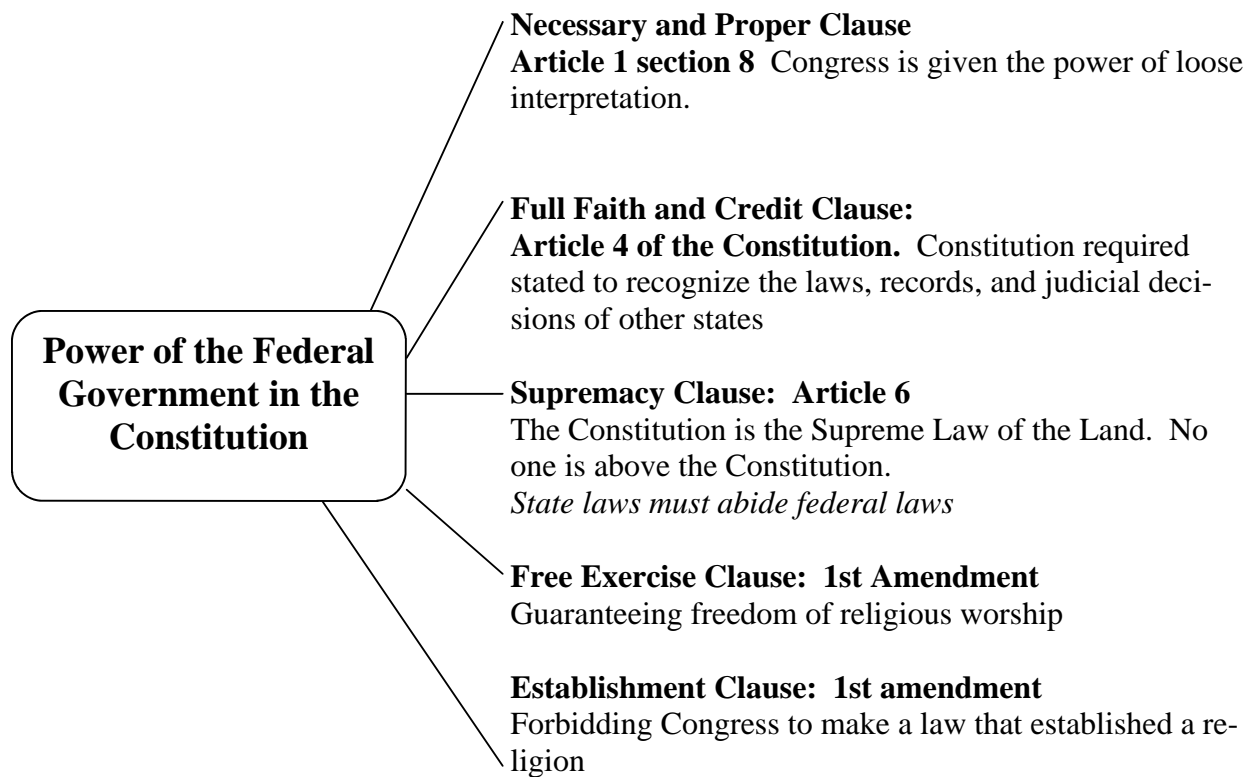 Necessary and Proper Clause
Article 1 section 8 Congress is given the power of loose
interpretation.
Full Faith and Credit Clause:
Article 4 of the Constitution. Constitution required
stated to recognize the laws, records, and judicial deci-
sions of other states
Power of the Federal
Government in the
Constitution
Supremacy Clause: Article 6
The Constitution is the Supreme Law of the Land. No
one is above the Constitution.
State laws must abide federal laws
Free Exercise Clause: 1st Amendment
Guaranteeing freedom of religious worship
Establishment Clause: 1st amendment
Forbidding Congress to make a law that established a re-
ligion